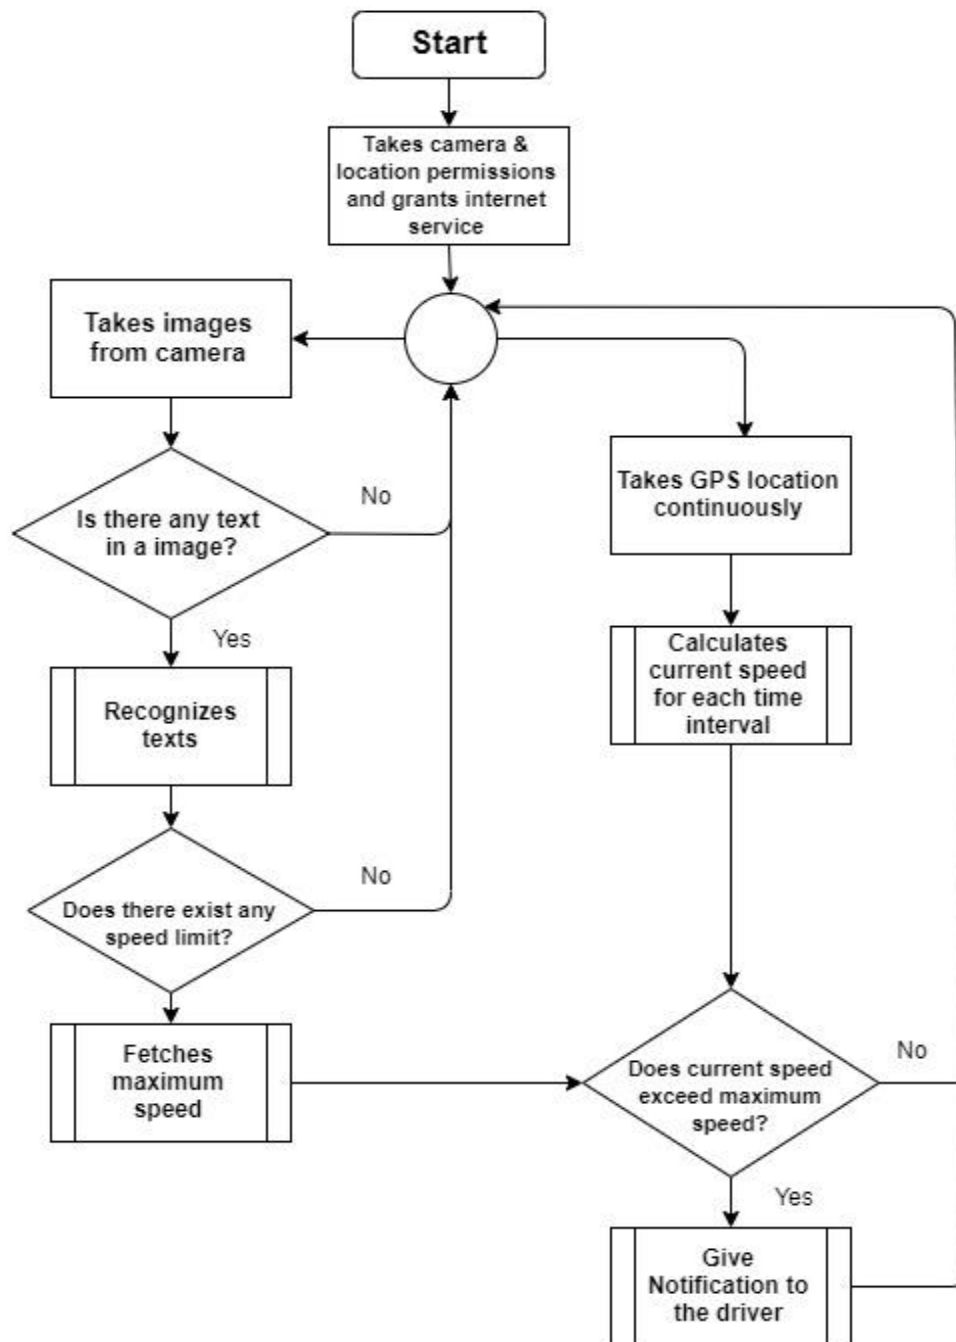 Start
Takes camera &
location permissions
and grants internet
service
Takes images
from camera
No
Is there any text
in a image?
Takes GPS location
continuously
Yes
Calculates
current speed
for each time
interval
Recognizes
texts
No
Does there exist any
speed limit?
Fetches
maximum
speed
No
Does current speed
exceed maximum
speed?
Yes
Give
Notification to
the driver